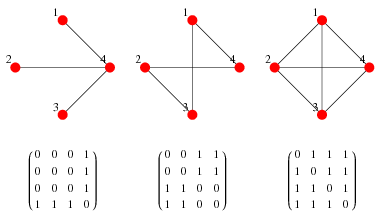 1 1 1
2 4 2 4 2 4
3 3 3
0 0 0 1 0 0 1 1 0 1 1 1
0 0 0 1 0 0 1 1 1 0 1 1
0 0 0 1 1 1 0 0 1 1 0 1
1 1 1 0 1 1 0 0 1 1 1 0